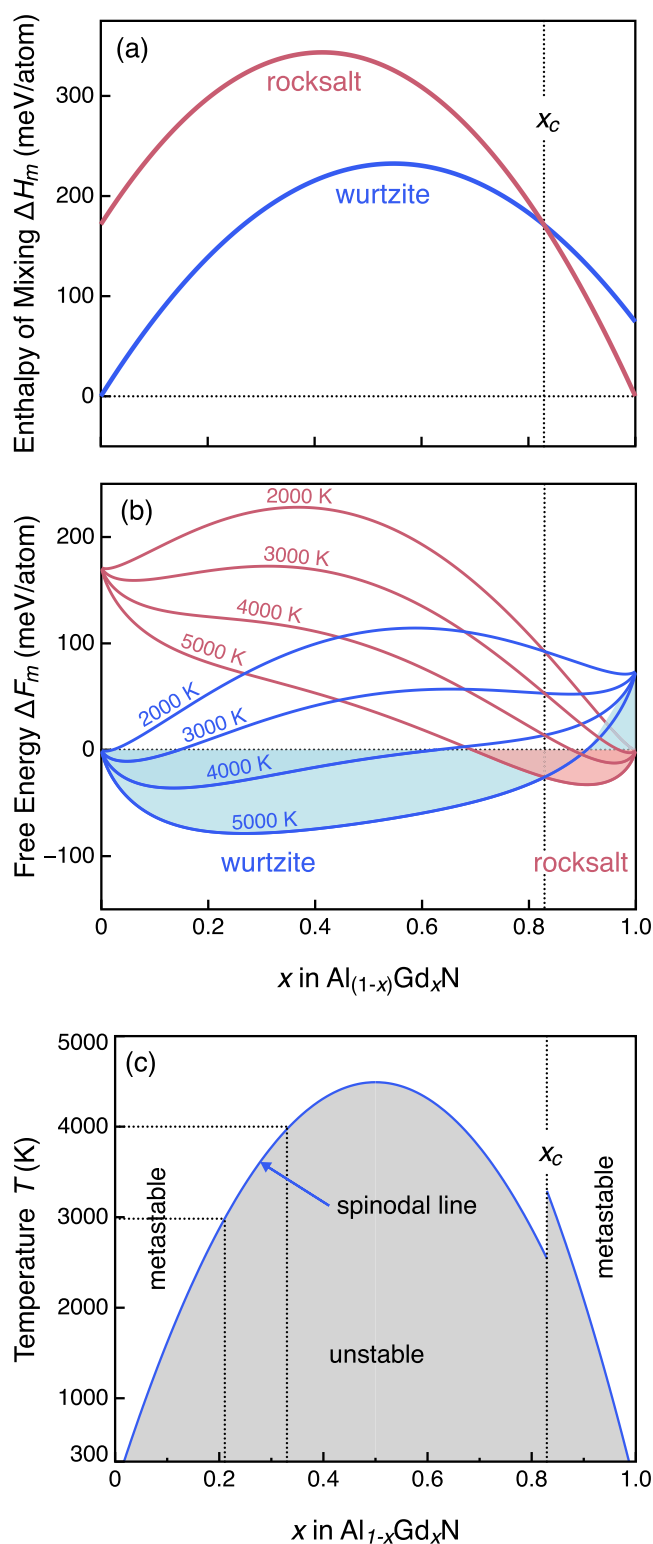 (a)
rocksalt
x_c
wurtzite
Enthalpy of Mixing ΔH_m (meV/atom)
300
200
100
0
(b)
2000 K
3000 K
4000 K
5000 K
2000 K
3000 K
4000 K
5000 K
wurtzite
rocksalt
Free Energy ΔF_m (meV/atom)
200
100
0
−100
0
0.2
0.4
0.6
0.8
1.0
x in Al_(1-x)Gd_xN
(c)
x_c
metastable
spinodal line
metastable
unstable
Temperature T (K)
5000
4000
3000
2000
1000
300
0
0.2
0.4
0.6
0.8
1.0
x in Al_1-xGd_xN